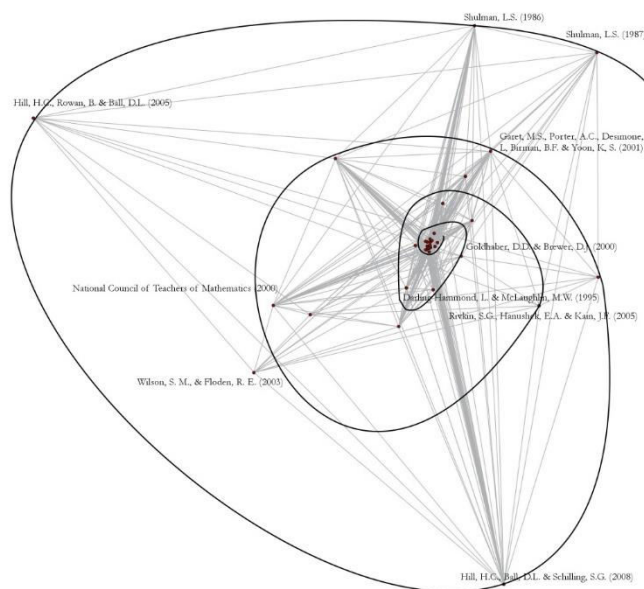 Shulman, L.S. (1986)
Shulman, L.S. (1987)
Hill, H.C., Rowan, B. & Ball, D.L. (2005)
Garet, M.S., Porter, A.C., Desimone,
L, Birman, B.F. & Yoon, K. S. (2001)
Goldhaber, D.D. & Brewer, D.J. (2000)
National Council of Teachers of Mathematics (2000)
Darling-Hammond, L. & McLaughlin, M.W. (1995)
Rivkin, S.G., Hanushek, E.A. & Kain, J.F. (2005)
Wilson, S. M., & Floden, R. E. (2003)
Hill, H.C., Ball, D.L. & Schilling, S.G. (2008)